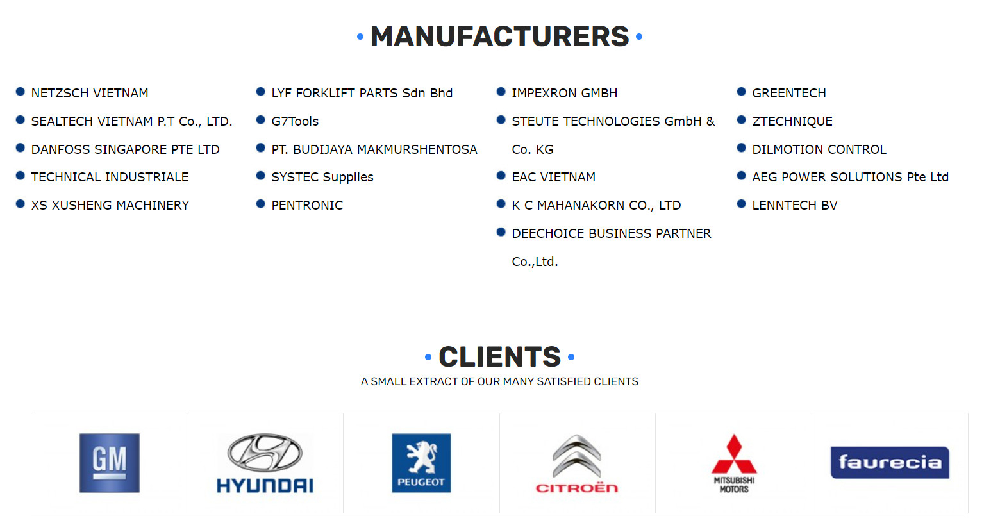 MANUFACTURERS
NETZSCH VIETNAM
SEALTECH VIETNAM P.T Co., LTD.
DANFOSS SINGAPORE PTE LTD
TECHNICAL INDUSTRIALE
XS XUSHENG MACHINERY
LYF FORKLIFT PARTS Sdn Bhd
G7Tools
PT. BUDIJAYA MAKMURSHENTOSA
SYSTEC Supplies
PENTRONIC
IMPEXRON GMBH
STEUTE TECHNOLOGIES GmbH &
Co. KG
EAC VIETNAM
K C MAHANAKORN CO., LTD
DEECHOICE BUSINESS PARTNER
Co.,Ltd.
GREENTECH
ZTECHNIQUE
DILMOTION CONTROL
AEG POWER SOLUTIONS Pte Ltd
LENNTECH BV
CLIENTS
A SMALL EXTRACT OF OUR MANY SATISFIED CLIENTS
GM
HYUNDAI
PEUGEOT
CITROËN
MITSUBISHI
MOTORS
faurecia